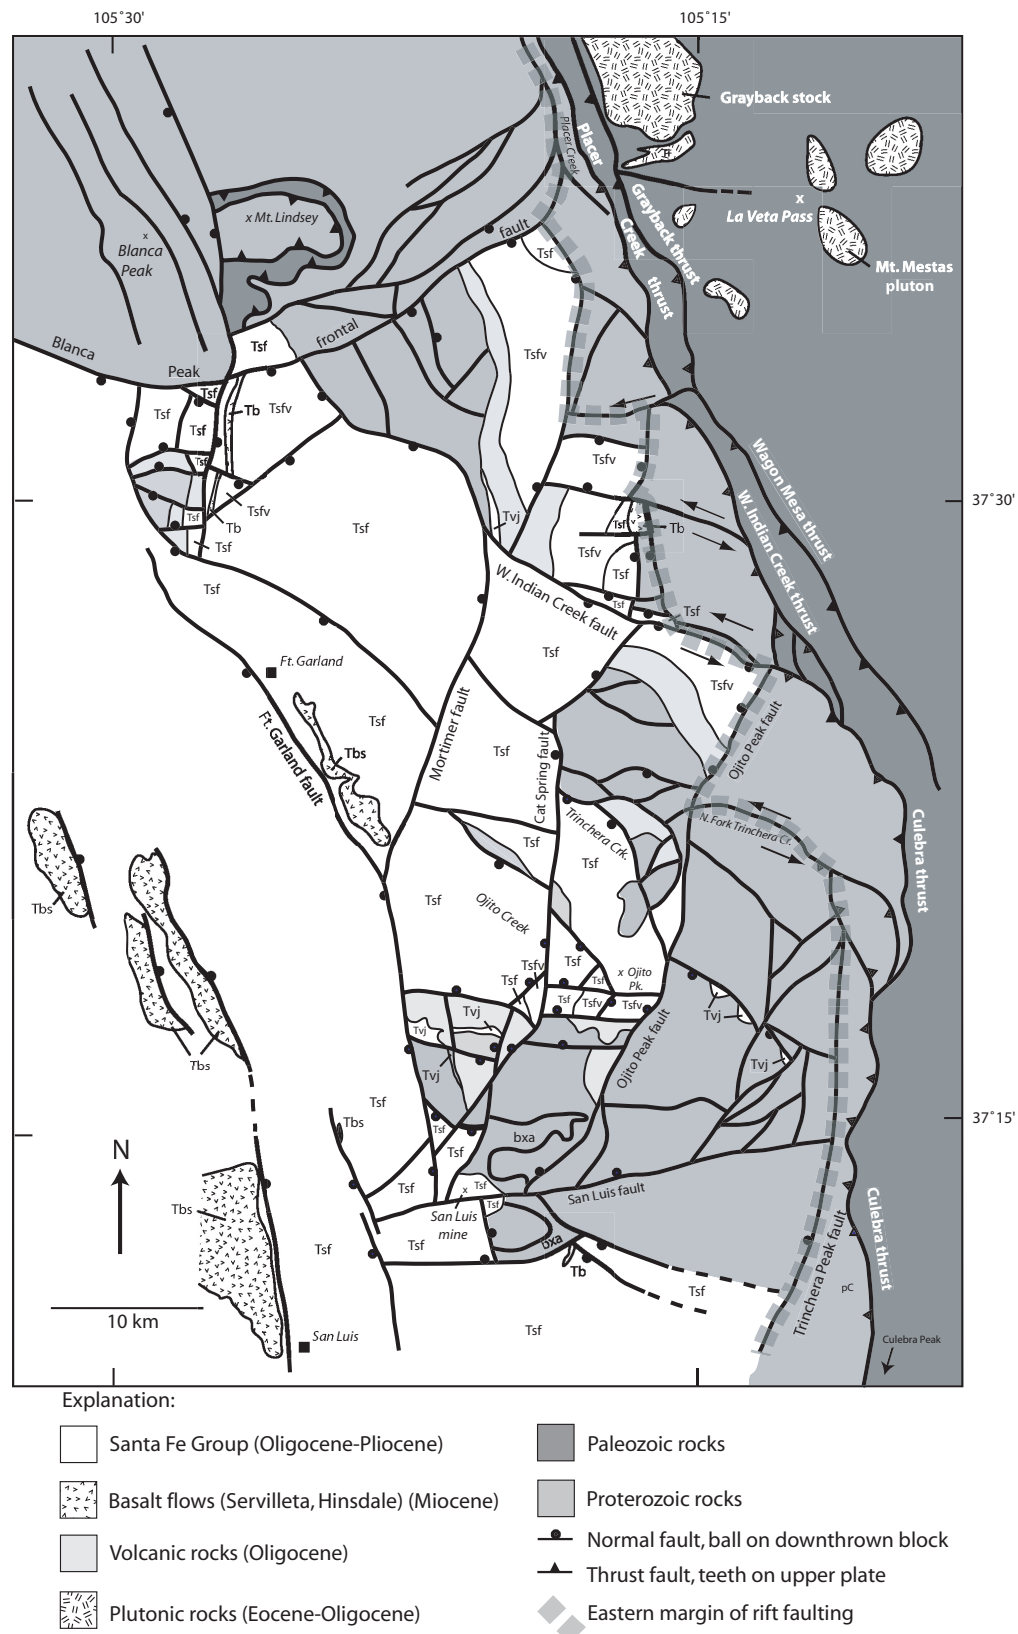 105˚30'
105˚15'
Grayback stock
Placer Creek
Placer
Creek
thrust
Grayback thrust
x
La Veta Pass
Mt. Mestas
pluton
x Mt. Lindsey
x
Blanca
Peak
fault
Tsf
frontal
Tsf
Blanca
Peak
Tsfv
Tsf
Tsf
Tb
Tsfv
Tsf
Tsf
Tsfv
Wagon Mesa thrust
W. Indian Creek thrust
37˚30'
Tsf
Tsfv
Tb
Tsf
Tsf
Tvj
Tsf
Tb
Tsfv
Tsf
Tsf
W. Indian Creek fault
Tsf
Tsf
Tsf
Ft. Garland
Tsfv
Tsf
Mortimer fault
Ft. Garland fault
Tbs
Tsf
Cat Spring fault
Ojito Peak fault
N. Fork Trinchera Cr.
Trinchera Crk.
Culebra thrust
Tsf
Tsf
Tbs
Tsf
Ojito Creek
Tsfv
Tsf
Tsf
Tsf
x Ojito
Pk.
Tsf
Tsfv
Tsfv
Tvj
Tvj
Tvj
Tvj
Tvj
Ojito Peak fault
Tbs
Tsf
Tbs
37˚15'
Tsf
Tsf
bxa
N
Tsf
Tsf
x
San Luis fault
Tbs
San Luis
mine
Tsf
Tsf
Tsf
bxa
Tb
Tsf
Trinchera Peak fault
Culebra thrust
pC
10 km
San Luis
Tsf
Culebra Peak
Explanation:
Santa Fe Group (Oligocene-Pliocene)
Basalt flows (Servilleta, Hinsdale) (Miocene)
Volcanic rocks (Oligocene)
Plutonic rocks (Eocene-Oligocene)
Paleozoic rocks
Proterozoic rocks
Normal fault, ball on downthrown block
Thrust fault, teeth on upper plate
Eastern margin of rift faulting